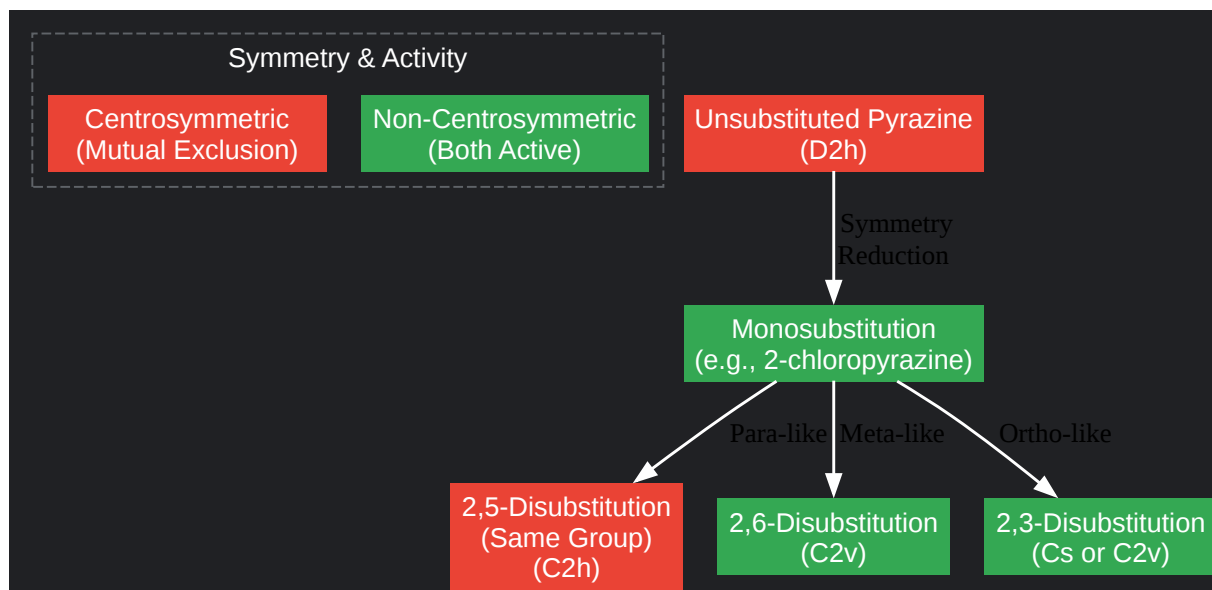 Symmetry & Activity
Centrosymmetric
(Mutual Exclusion)
Non-Centrosymmetric
(Both Active)
Unsubstituted Pyrazine
(D2h)
Symmetry
Reduction
Monosubstitution
(e.g., 2-chloropyrazine)
Para-like
Meta-like
Ortho-like
2,5-Disubstitution
(Same Group)
(C2h)
2,6-Disubstitution
(C2v)
2,3-Disubstitution
(Cs or C2v)